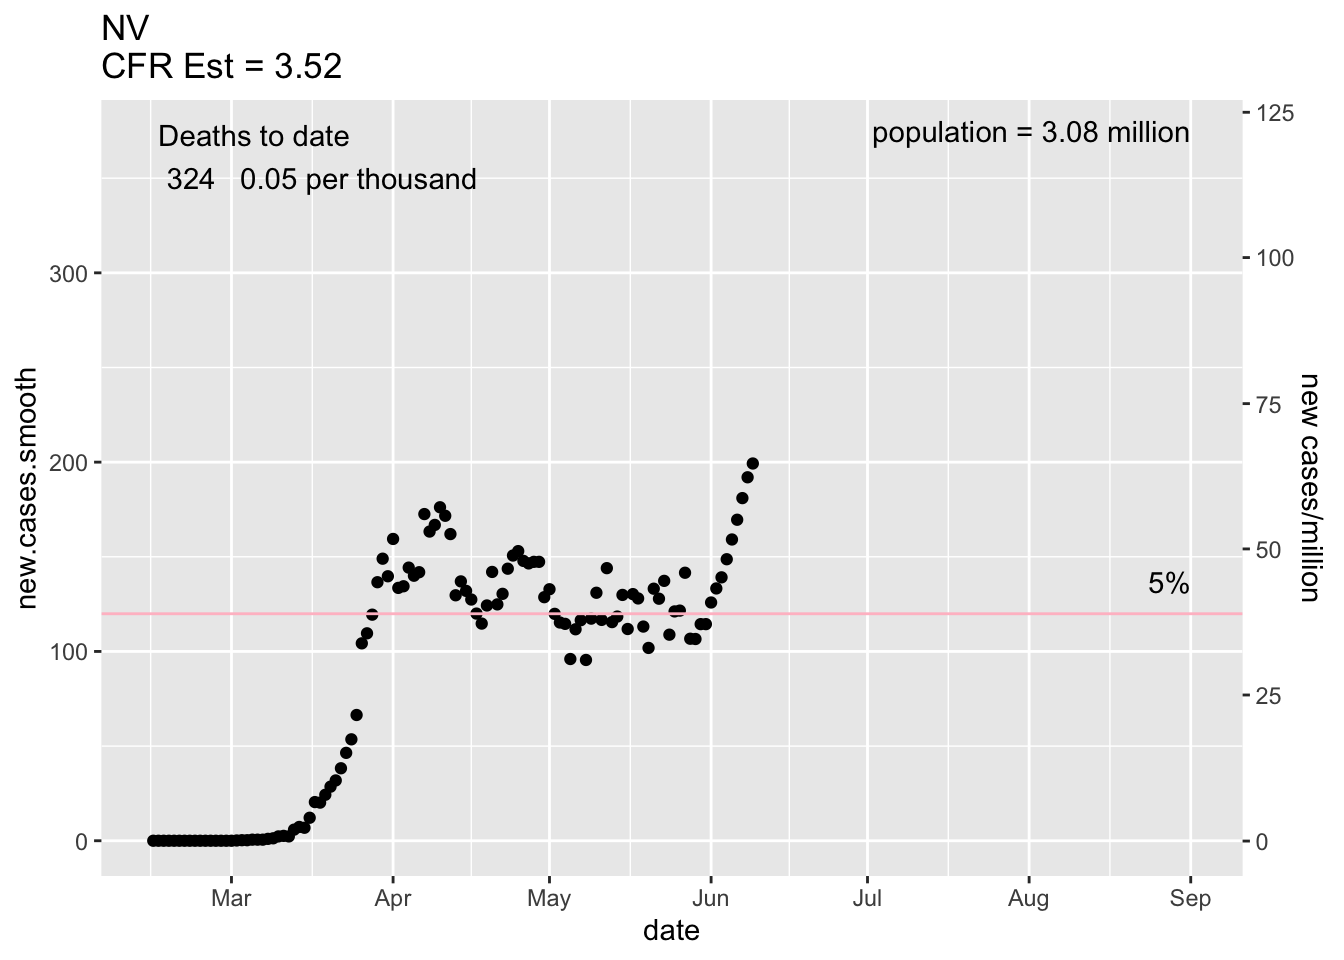 NV
CFR Est = 3.52
Deaths to date
324 0.05 per thousand
population = 3.08 million
5%
new.cases.smooth
300
200
100
0
new cases/million
125
100
75
50
25
0
Mar Apr May Jun Jul Aug Sep
date